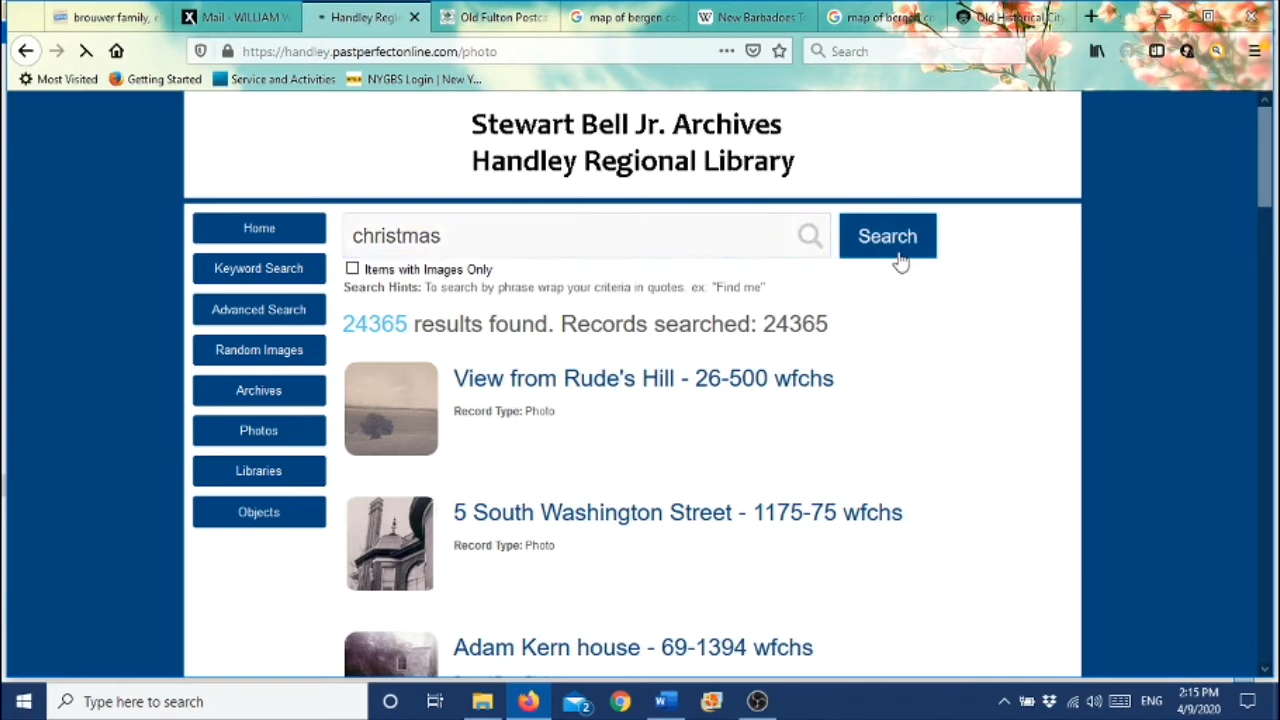 brouwer family, e
Mail - WILLIAM W
Handley Regi
Old Fulton Postca
map of bergen co
New Barbadoes To
map of bergen co
Old Historical Cit
https://handley.pastperfectonline.com/photo
Search
Most Visited
Getting Started
Service and Activities
NYGBS Login | New Y...
Stewart Bell Jr. Archives
Handley Regional Library
Home
Keyword Search
Advanced Search
Random Images
Archives
Photos
Libraries
Objects
christmas
Search
Items with Images Only
Search Hints: To search by phrase wrap your criteria in quotes. ex: "Find me"
24365 results found. Records searched: 24365
View from Rude's Hill - 26-500 wfchs
Record Type: Photo
5 South Washington Street - 1175-75 wfchs
Record Type: Photo
Adam Kern house - 69-1394 wfchs
Type here to search
2
ENG
2:15 PM
4/9/2020